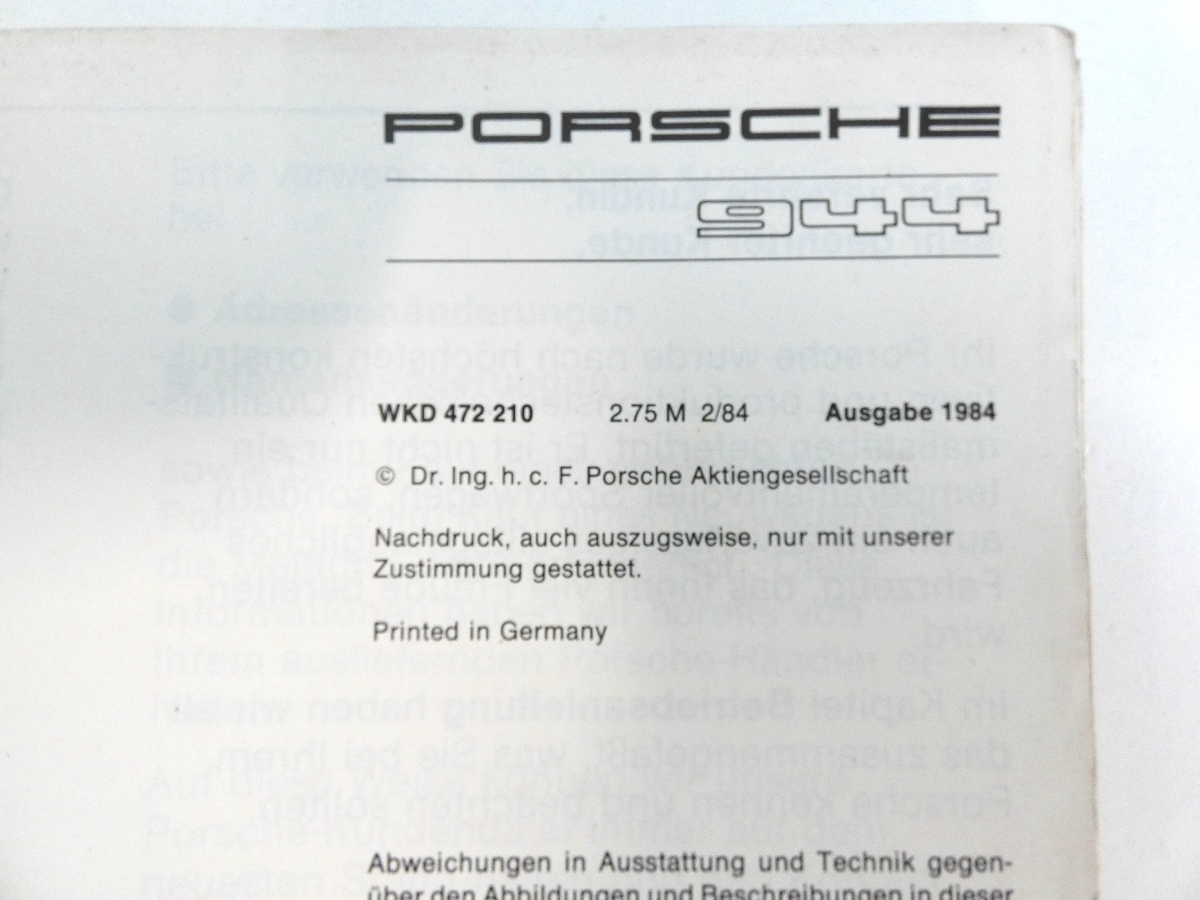 PORSCHE
944
WKD 472 210 2.75 M 2/84 Ausgabe 1984
© Dr. Ing. h. c. F. Porsche Aktiengesellschaft
Nachdruck, auch auszugsweise, nur mit unserer
Zustimmung gestattet.
Printed in Germany
Abweichungen in Ausstattung und Technik gegen-
über den Abbildungen und Beschreibungen in dieser